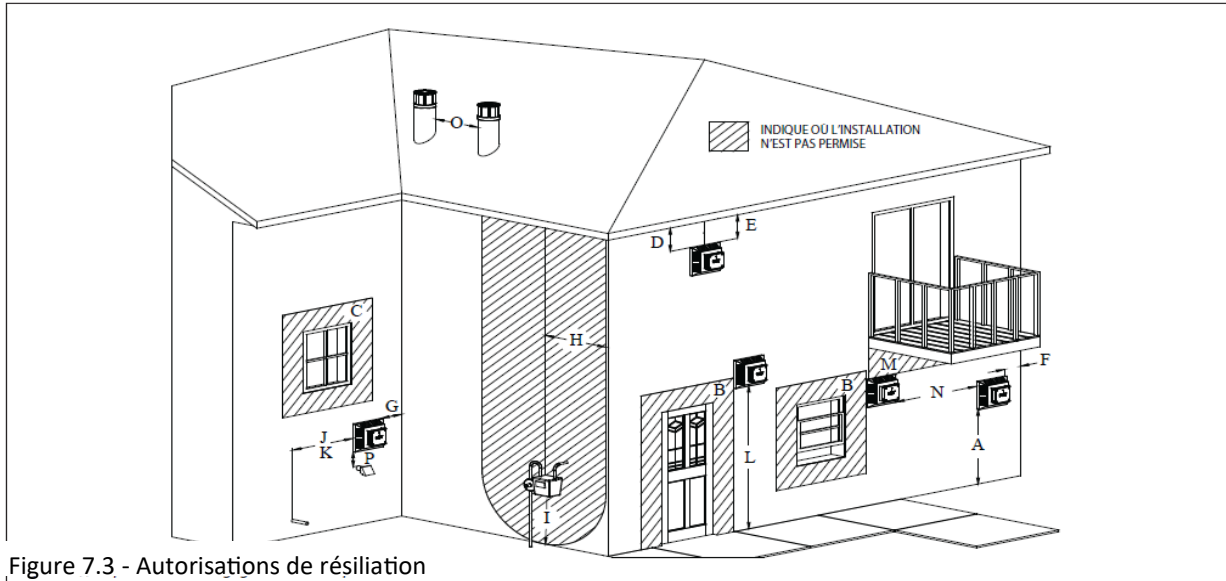 O
INDIQUE OÙ L'INSTALLATION
N'EST PAS PERMISE
D
E
C
H
F
B
B
M
N
G
J
K
P
L
A
I
Figure 7.3 - Autorisations de résiliation